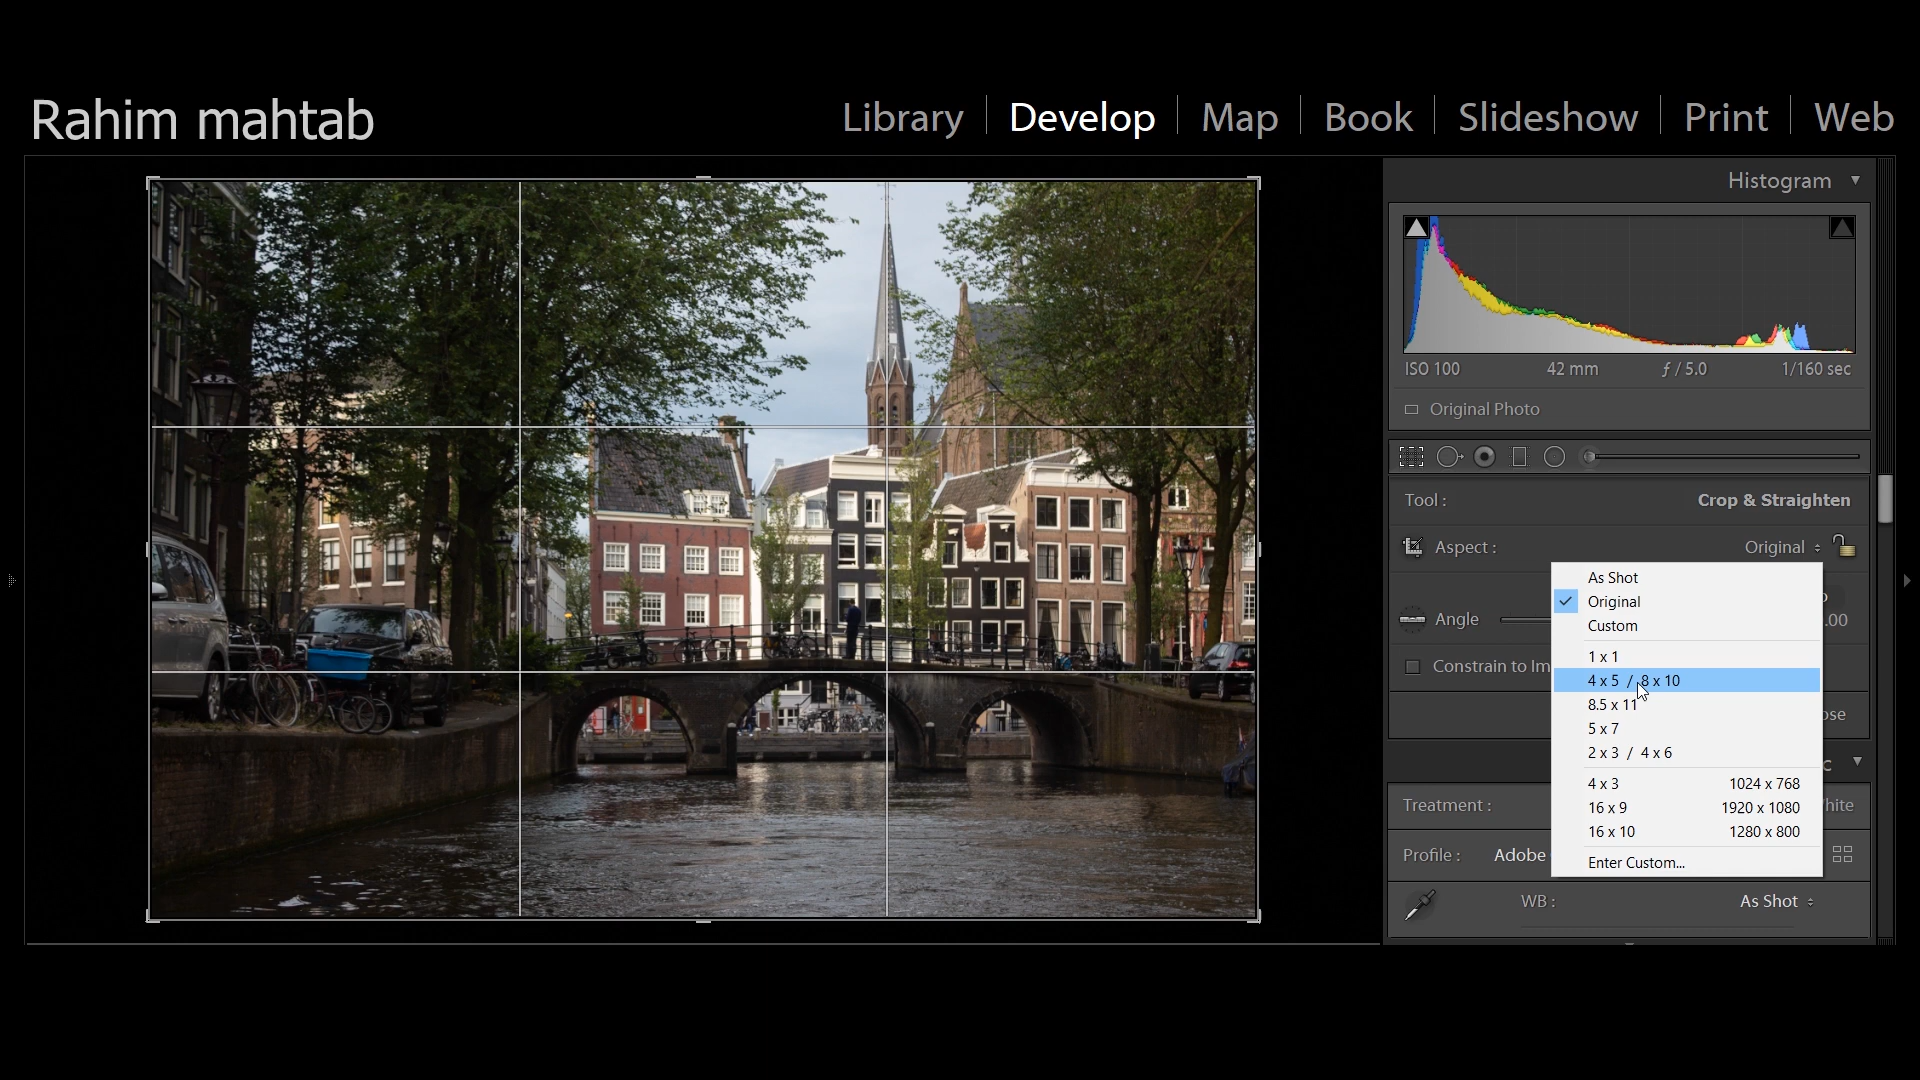 Rahim mahtab
Library Develop Map Book Slideshow Print Web
Histogram
ISO 100 42 mm ƒ / 5.0 1/160 sec
Original Photo
Tool : Crop & Straighten
Aspect : Original
As Shot
Original
Custom
Angle .00
1 x 1
Constrain to Im
4 x 5 / 8 x 10
8.5 x 11
ose
5 x 7
2 x 3 / 4 x 6
c
4 x 3 1024 x 768
Treatment : hite
16 x 9 1920 x 1080
16 x 10 1280 x 800
Profile : Adobe
Enter Custom...
WB : As Shot